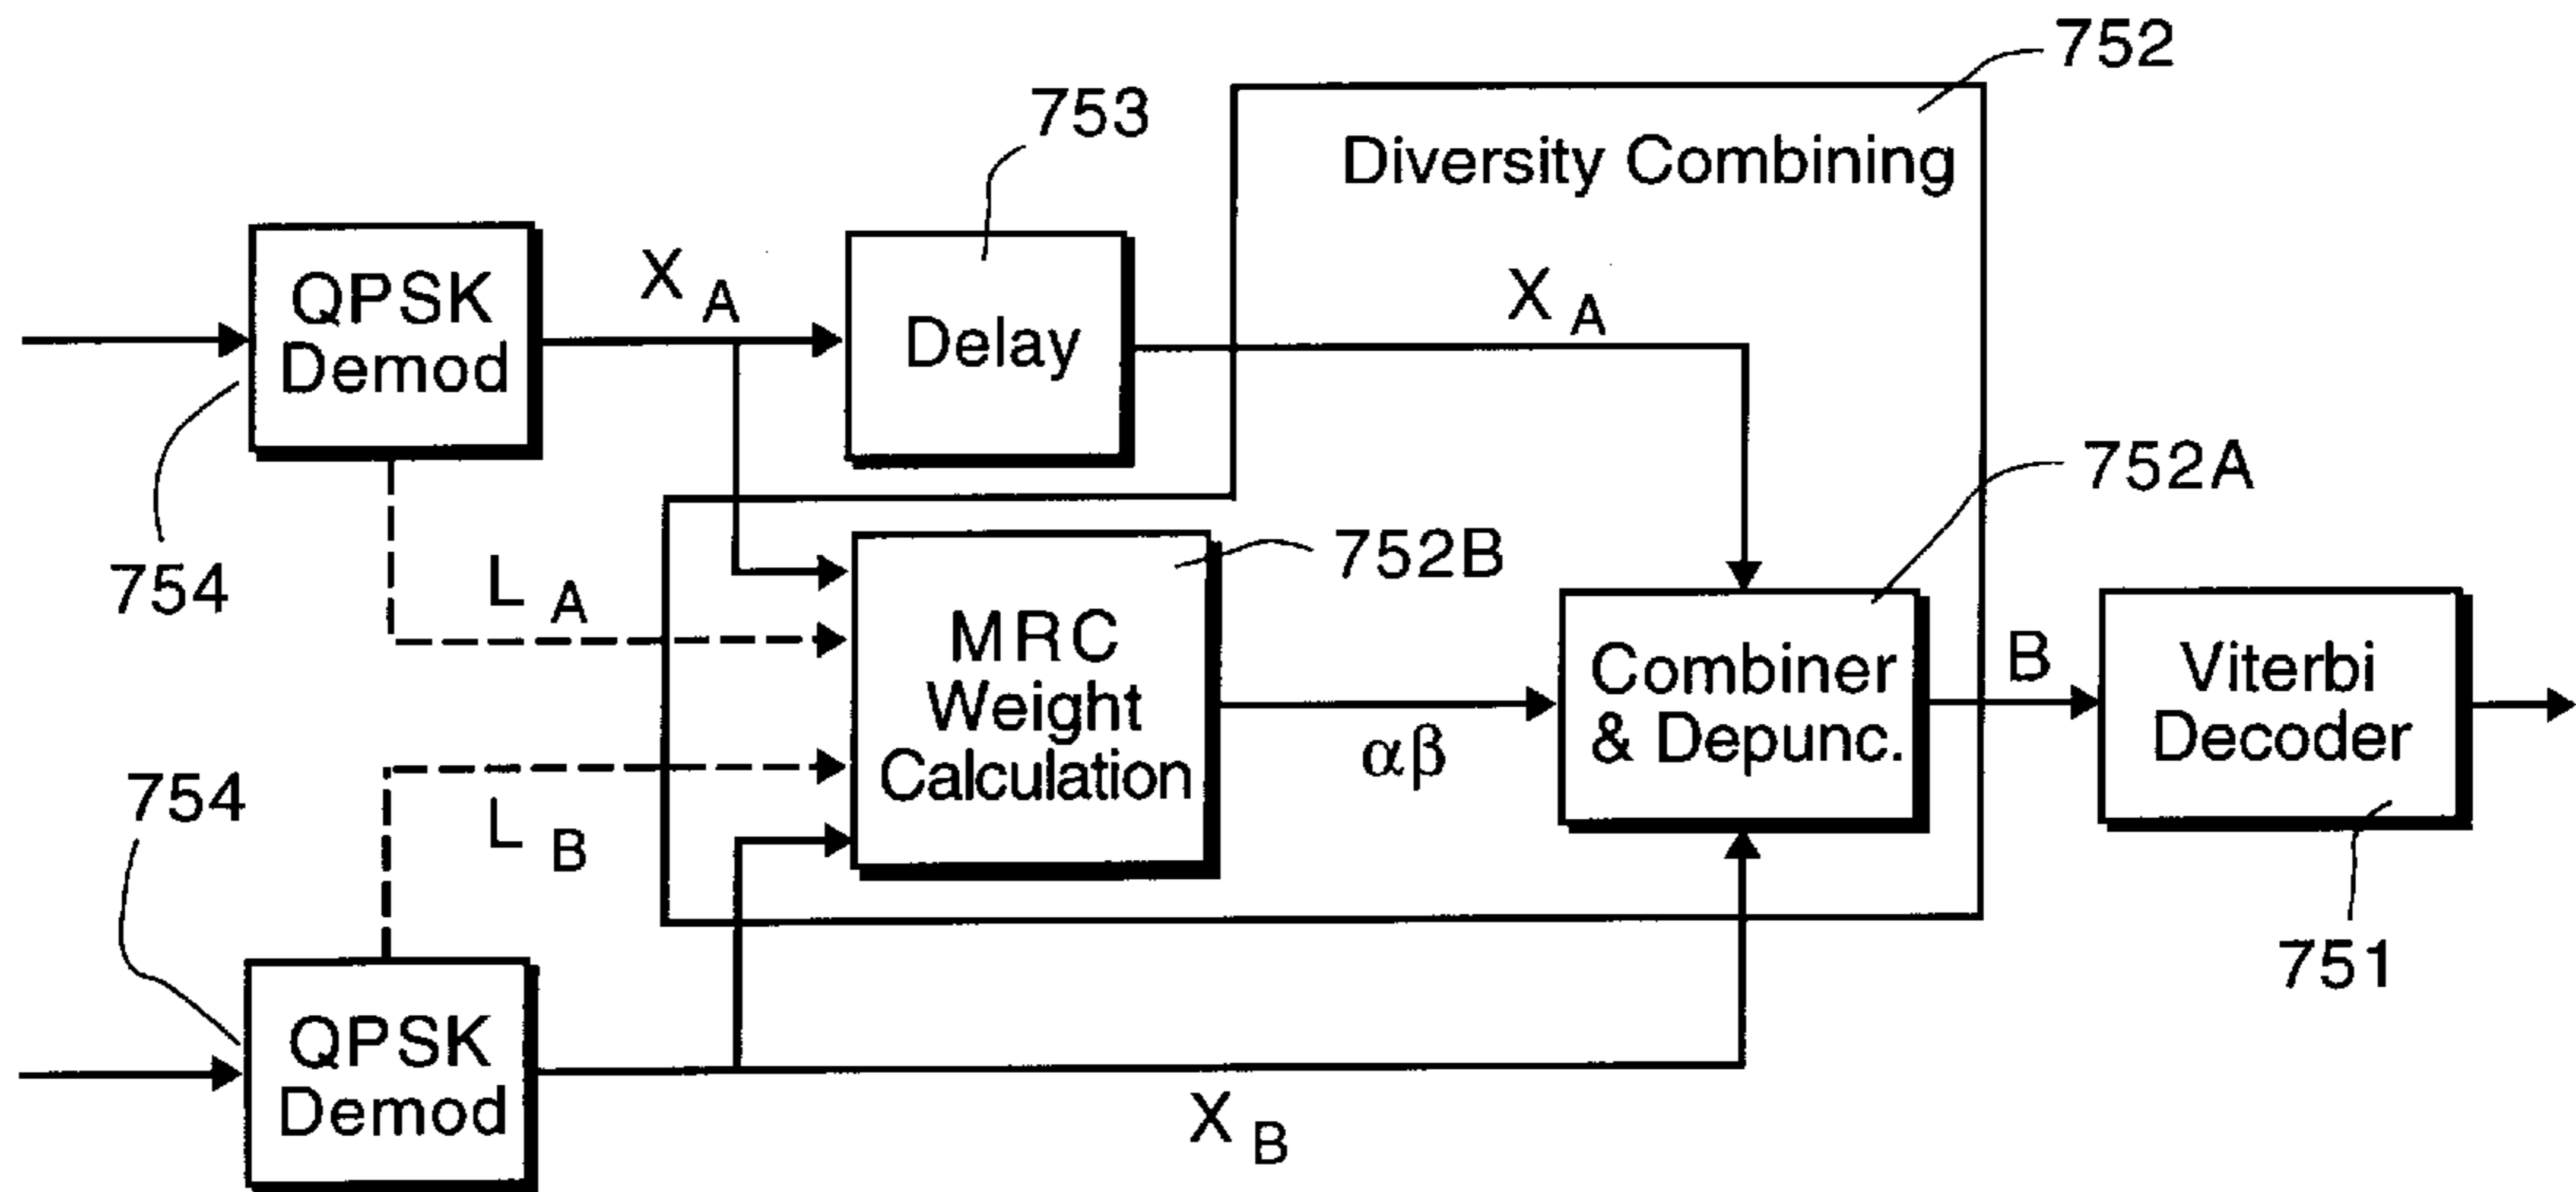 752
753
Diversity Combining
QPSK
Demod
X A
Delay
X A
752A
754
L A
752B
MRC
Weight
Calculation
αβ
Combiner
& Depunc.
B
Viterbi
Decoder
754
L B
751
QPSK
Demod
X B